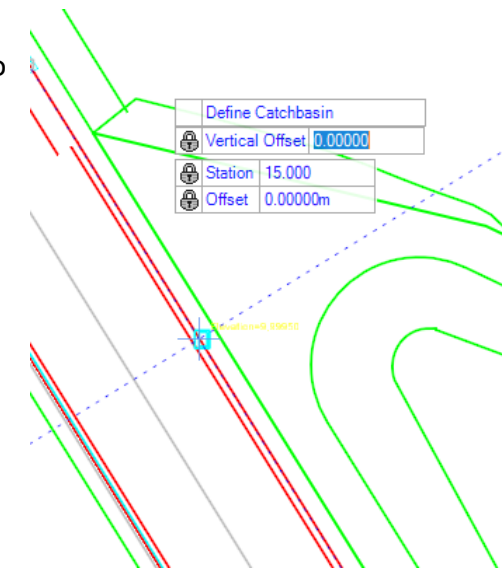 Define Catchbasin
Vertical Offset 0.00000
Station 15.000
Offset 0.00000m